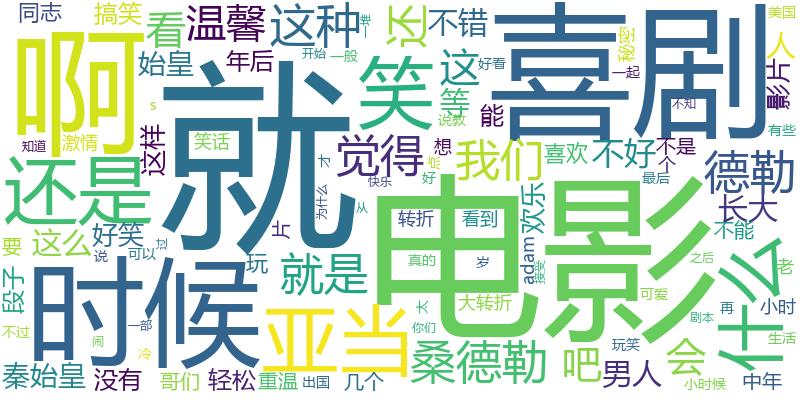 同志
搞笑
看
温馨
这种
还
不错
喜剧
秘密
美国
人
啊
始皇
年后
一堆
开始
一般
笑
这
好看
一起
影片
s
就
等
能
说教
不知
有些
知道
激情
这样
笑话
觉得
才
想
我们
喜欢
不好
不是
个
德勒
还是
快乐
为什么
点
好
最后
长大
要
这么
好笑
片
从
转折
看到
欢乐
不能
什么
说
可以
过
玩
就是
真的
岁
adam
接受
电影
之后
老
段子
时候
大转折
可爱
再
小时
不过
一部
亚当
太
你们
剧本
生活
闹
冷
桑德勒
吧
玩笑
会
秦始皇
没有
哥们
轻松
重温
出国
几个
男人
小时候
中年